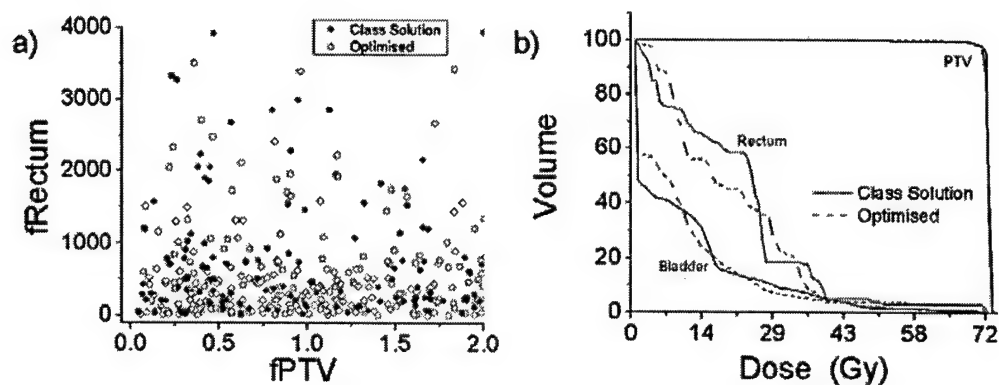 a)
4000
3000
2000
1000
0
fRectum
Class Solution
Optimised
0.0 0.5 1.0 1.5 2.0
fPTV
b)
100
80
60
40
20
0
Volume
PTV
Rectum
Class Solution
Optimised
Bladder
0 14 29 43 58 72
Dose (Gy)